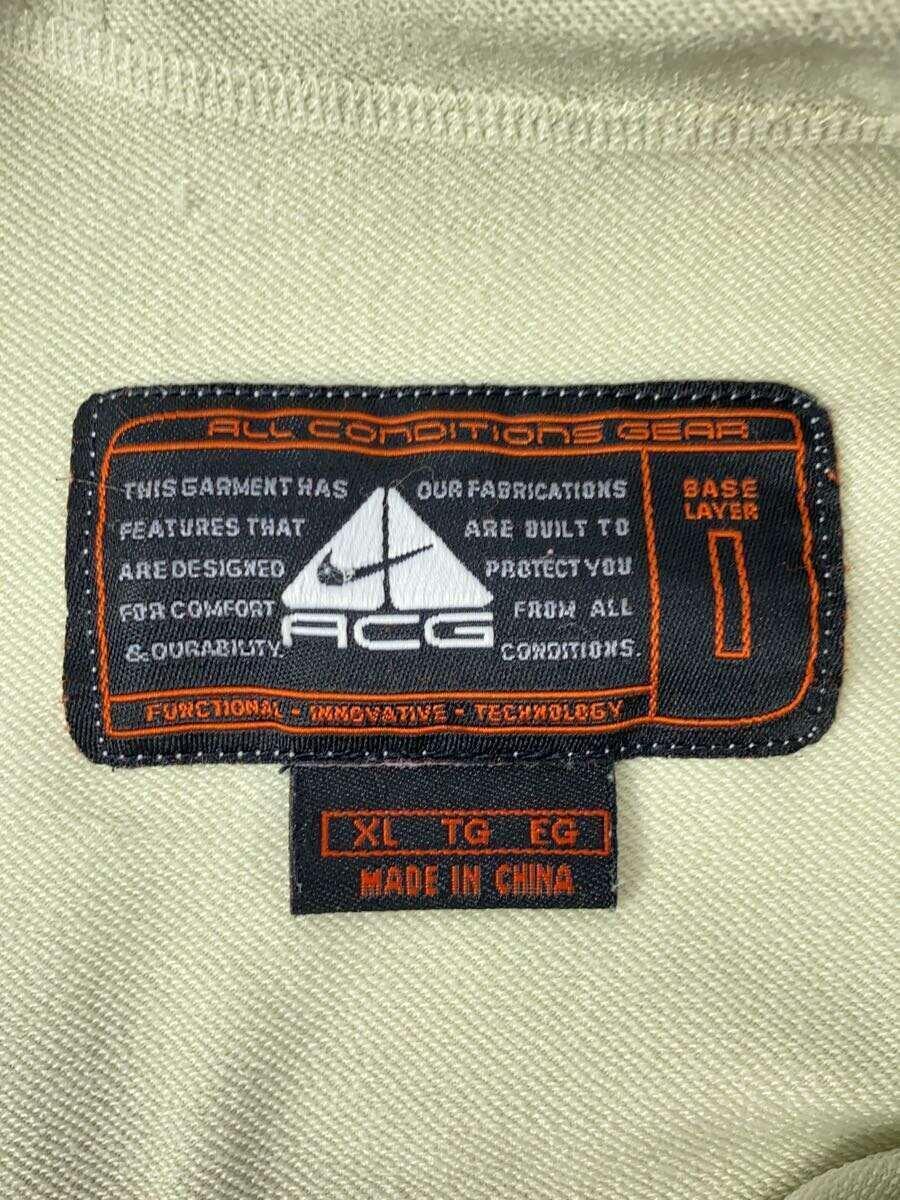 ALL CONDITIONS GEAR
THIS GARMENT HAS
FEATURES THAT
ARE DESIGNED
FOR COMFORT
& DURABILITY.
ACG
OUR FABRICATIONS
ARE BUILT TO
PROTECT YOU
FROM ALL
CONDITIONS.
BASE
LAYER
1
FUNCTIONAL - INNOVATIVE - TECHNOLOGY
XL TG EG
MADE IN CHINA